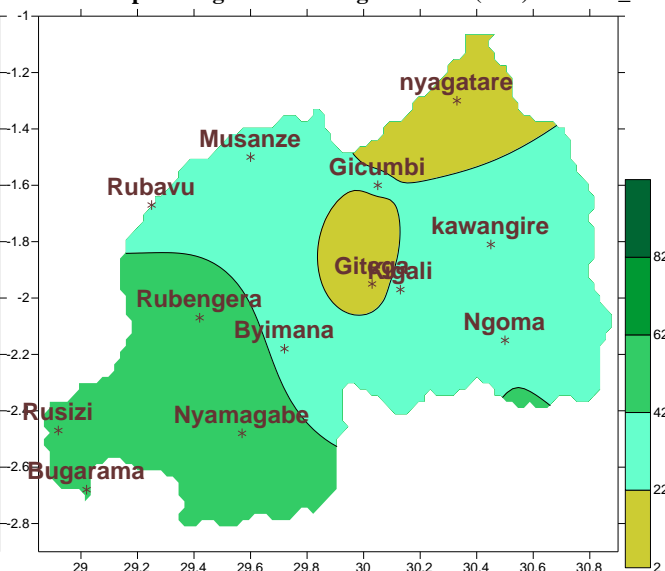 -1
-1.2
nyagatare
-1.4
Musanze
Gicumbi
-1.6
Rubavu
kawangire
-1.8
82
Gitega
Kigali
-2
Rubengera
62
Byimana
Ngoma
-2.2
-2.4
42
Rusizi
Nyamagabe
22
-2.6
Bugarama
-2.8
2
29
29.2
29.4
29.6
29.8
30
30.2
30.4
30.6
30.8